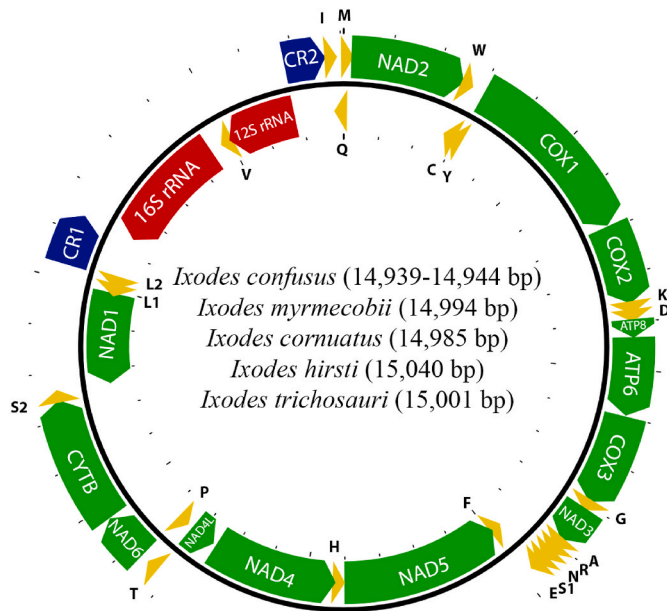 I
M
CR2
NAD2
W
12S rRNA
Q
C
Y
V
COX1
16S rRNA
CR1
COX2
L2
L1
K
D
ATP8
NAD1
ATP6
Ixodes confusus (14,939-14,944 bp)
Ixodes myrmecobii (14,994 bp)
Ixodes cornuatus (14,985 bp)
Ixodes hirsti (15,040 bp)
Ixodes trichosauri (15,001 bp)
S2
COX3
CYTB
P
F
G
NAD3
NAD4L
NAD6
H
A
R
N
S1
E
NAD4
NAD5
T